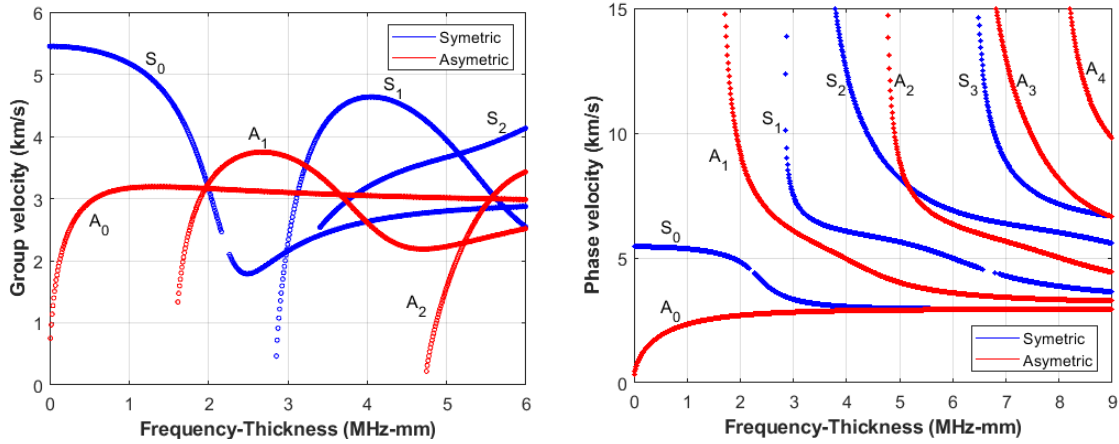 Group velocity (km/s)
6
5
4
3
2
1
0
S0
S1
S2
A1
A0
A2
Symetric
Asymetric
0 1 2 3 4 5 6
Frequency-Thickness (MHz-mm)
Phase velocity (km/s)
15
10
5
0
S2
A2
S3
A3
A4
S1
A1
S0
A0
Symetric
Asymetric
0 1 2 3 4 5 6 7 8 9
Frequency-Thickness (MHz-mm)